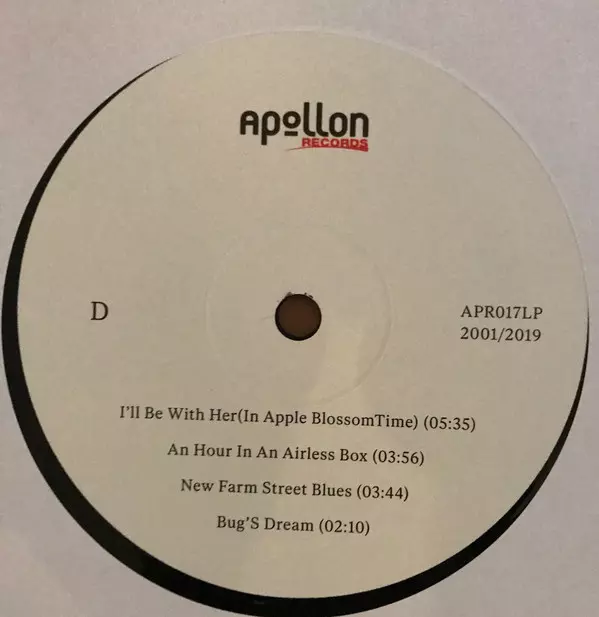 Apollon
RECORDS
D
APR017LP
2001/2019
I'll Be With Her(In Apple BlossomTime) (05:35)
An Hour In An Airless Box (03:56)
New Farm Street Blues (03:44)
Bug'S Dream (02:10)